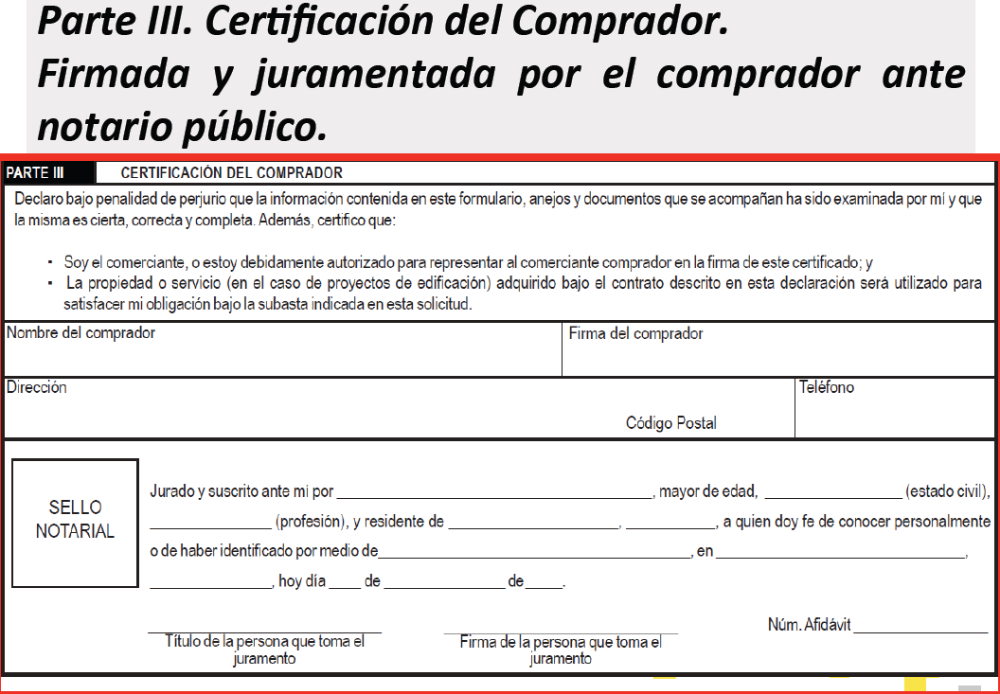 Parte III. Certificación del Comprador.
Firmada y juramentada por el comprador ante
notario público.
PARTE III CERTIFICACIÓN DEL COMPRADOR
Declaro bajo penalidad de perjurio que la información contenida en este formulario, anejos y documentos que se acompañan ha sido examinada por mí y que
la misma es cierta, correcta y completa. Además, certifico que:
• Soy el comerciante, o estoy debidamente autorizado para representar al comerciante comprador en la firma de este certificado; y
• La propiedad o servicio (en el caso de proyectos de edificación) adquirido bajo el contrato descrito en esta declaración será utilizado para
satisfacer mi obligación bajo la subasta indicada en esta solicitud.
Nombre del comprador
Firma del comprador
Dirección
Teléfono
Código Postal
SELLO
NOTARIAL
Jurado y suscrito ante mí por ____________________, mayor de edad, __________ (estado civil),
__________ (profesión), y residente de ______________, ________, a quien doy fe de conocer personalmente
o de haber identificado por medio de____________________, en ____________________,
__________, hoy día ____ de __________ de_____.
Núm. Afidávit __________
Título de la persona que toma el
juramento
Firma de la persona que toma el
juramento